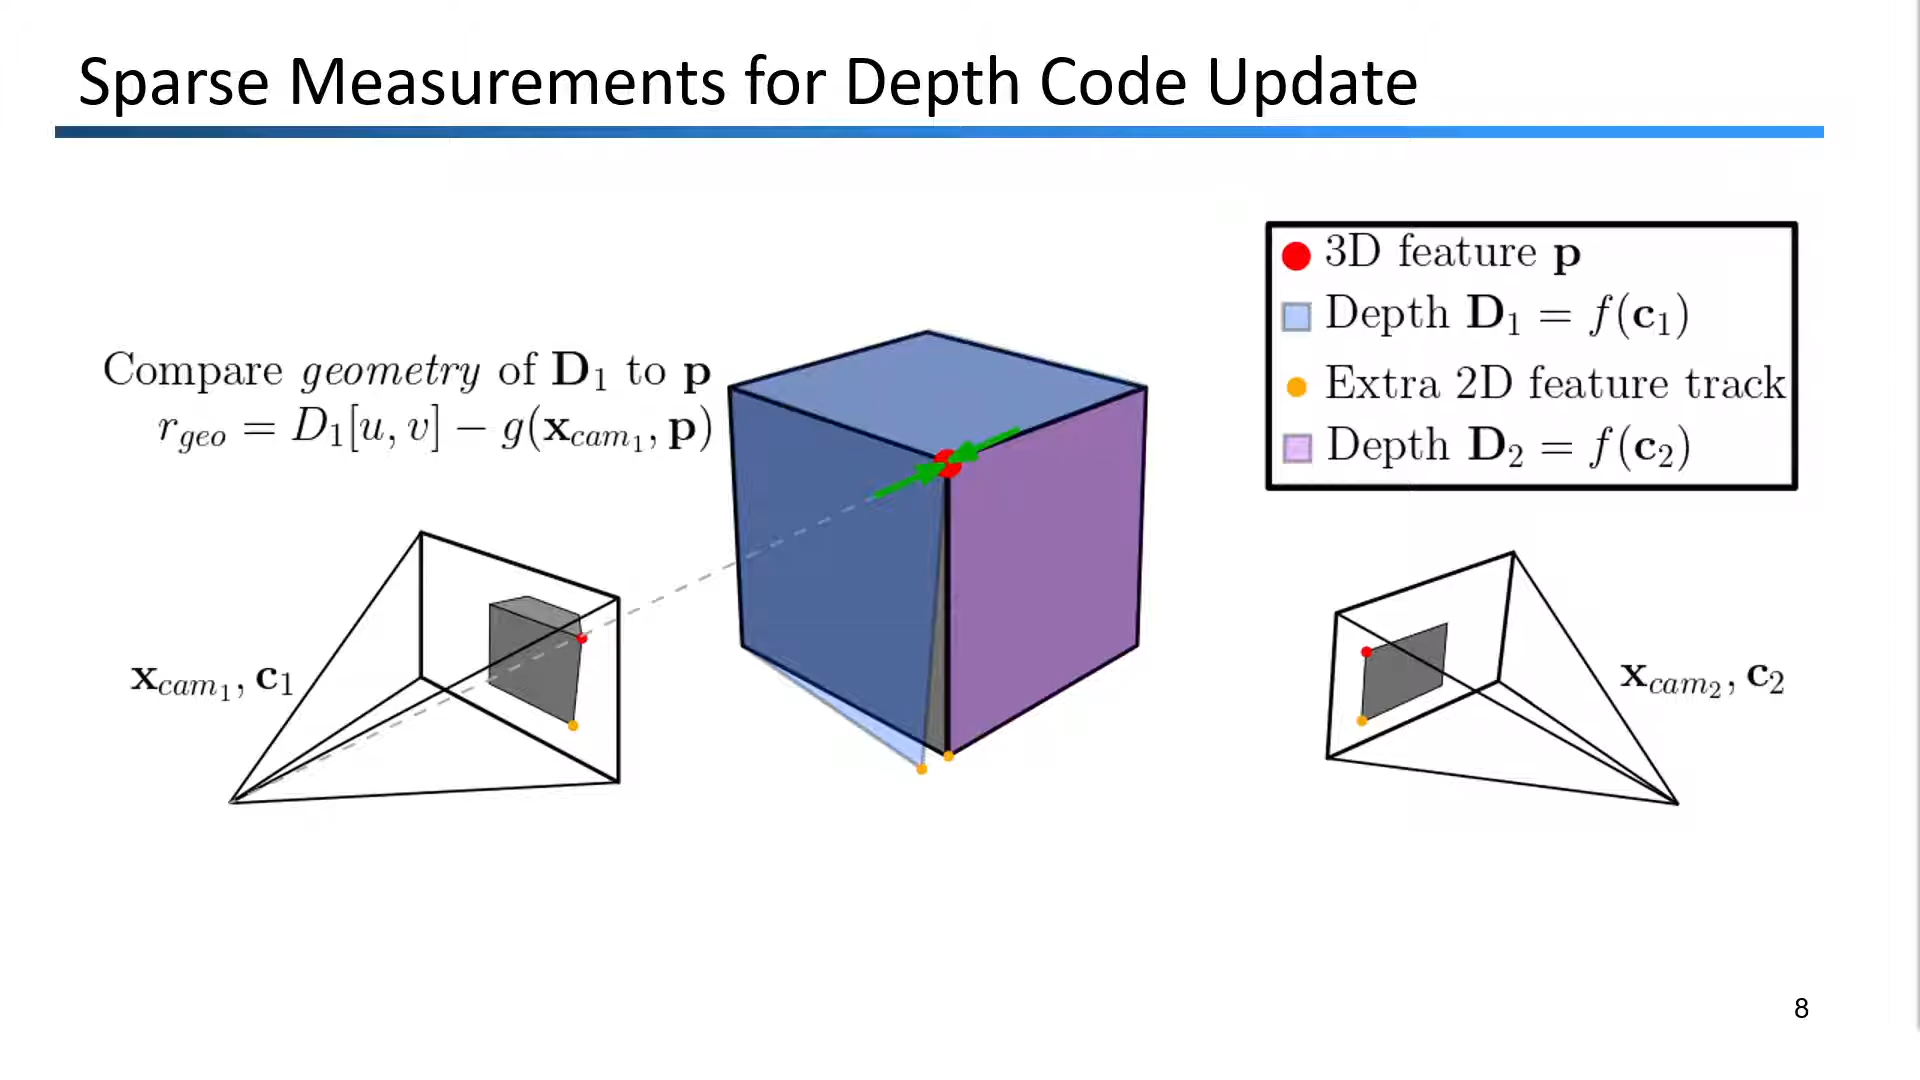 Sparse Measurements for Depth Code Update
Compare geometry of D₁ to p
r_geo = D₁[u, v] − g(x_cam₁, p)
3D feature p
Depth D₁ = f(c₁)
Extra 2D feature track
Depth D₂ = f(c₂)
x_cam₁, c₁
x_cam₂, c₂
8